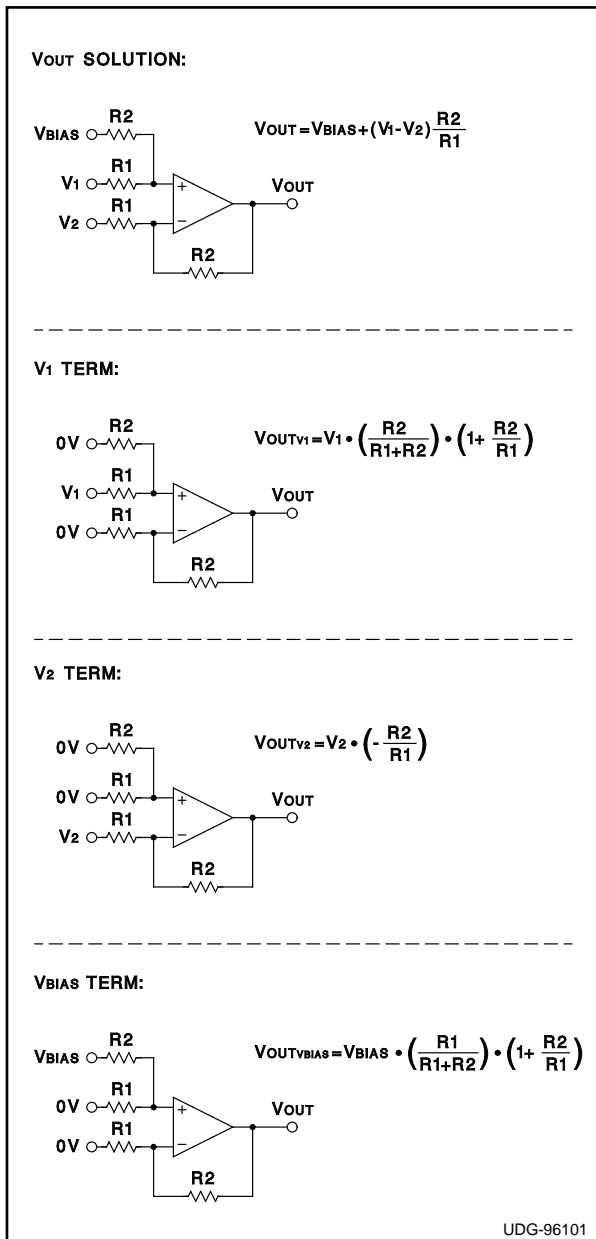 VOUT SOLUTION:
R2
VBIAS
VOUT=VBIAS+(V1-V2) R2
R1
R1
V1
+
VOUT
R1
V2
-
R2
V1 TERM:
R2
0V
VOUTV1=V1•(R2/R1+R2)•(1+ R2/R1)
R1
V1
+
VOUT
R1
0V
-
R2
V2 TERM:
R2
0V
VOUTV2=V2•(-R2/R1)
R1
0V
+
VOUT
R1
V2
-
R2
VBIAS TERM:
R2
VBIAS
VOUTVBIAS=VBIAS•(R1/R1+R2)•(1+ R2/R1)
R1
0V
+
VOUT
R1
0V
-
R2
UDG-96101